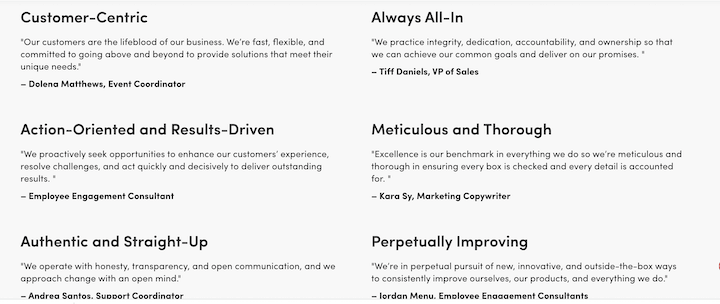 Customer-Centric
"Our customers are the lifeblood of our business. We're fast, flexible, and
committed to going above and beyond to provide solutions that meet their
unique needs."
– Dolena Matthews, Event Coordinator
Always All-In
"We practice integrity, dedication, accountability, and ownership so that
we can achieve our common goals and deliver on our promises. "
– Tiff Daniels, VP of Sales
Action-Oriented and Results-Driven
"We proactively seek opportunities to enhance our customers' experience,
resolve challenges, and act quickly and decisively to deliver outstanding
results. "
– Employee Engagement Consultant
Meticulous and Thorough
"Excellence is our benchmark in everything we do so we're meticulous and
thorough in ensuring every box is checked and every detail is accounted
for. "
– Kara Sy, Marketing Copywriter
Authentic and Straight-Up
"We operate with honesty, transparency, and open communication, and we
approach change with an open mind."
– Andrea Santos, Support Coordinator
Perpetually Improving
"We're in perpetual pursuit of new, innovative, and outside-the-box ways
to consistently improve ourselves, our products, and everything we do."
– Jordan Menu, Employee Engagement Consultants